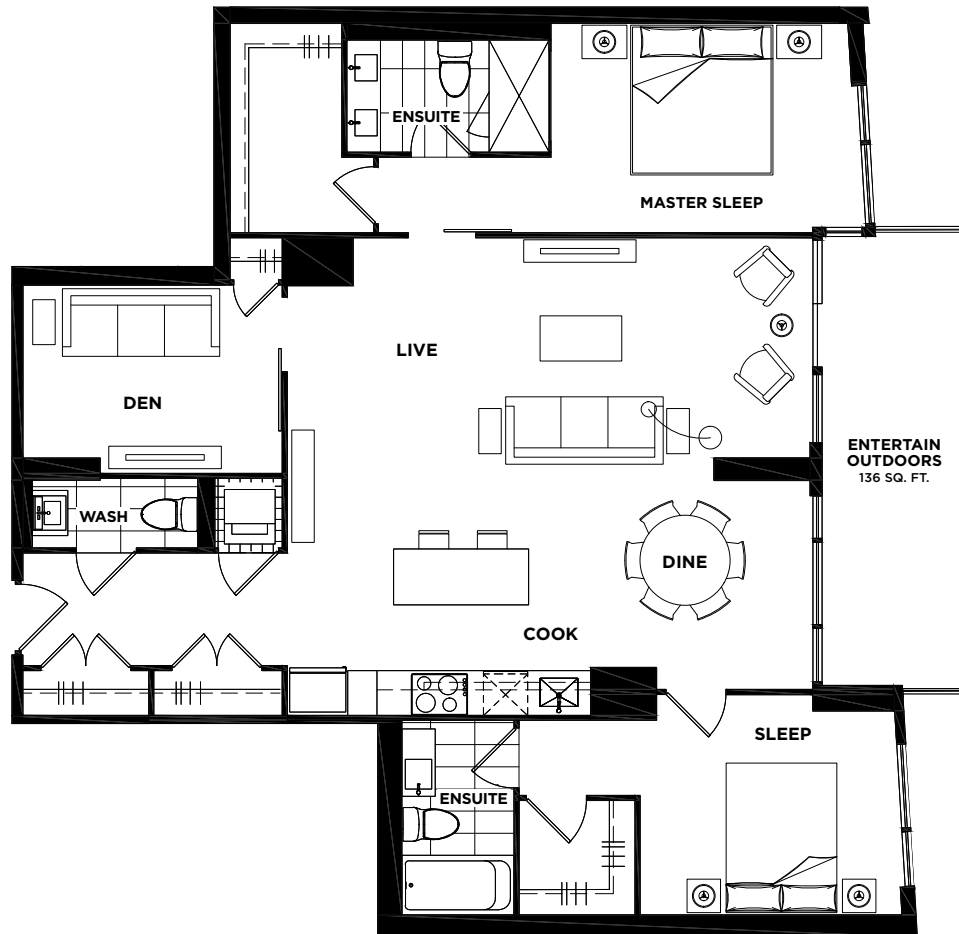 ENSUITE
MASTER SLEEP
LIVE
DEN
ENTERTAIN
OUTDOORS
136 SQ. FT.
WASH
DINE
COOK
SLEEP
ENSUITE